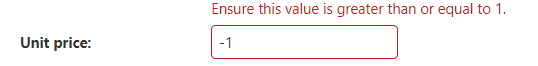 Ensure this value is greater than or equal to 1.
Unit price:
-1